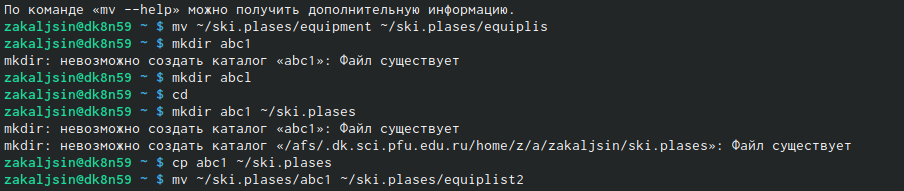 По команде «mv --help» можно получить дополнительную информацию.
zakaljsin@dk8n59 ~ $ mv ~/ski.plases/equipment ~/ski.plases/equiplis
zakaljsin@dk8n59 ~ $ mkdir abc1
mkdir: невозможно создать каталог «abc1»: Файл существует
zakaljsin@dk8n59 ~ $ mkdir abcl
zakaljsin@dk8n59 ~ $ cd
zakaljsin@dk8n59 ~ $ mkdir abc1 ~/ski.plases
mkdir: невозможно создать каталог «abc1»: Файл существует
mkdir: невозможно создать каталог «/afs/.dk.sci.pfu.edu.ru/home/z/a/zakaljsin/ski.plases»: Файл существует
zakaljsin@dk8n59 ~ $ cp abc1 ~/ski.plases
zakaljsin@dk8n59 ~ $ mv ~/ski.plases/abc1 ~/ski.plases/equiplist2